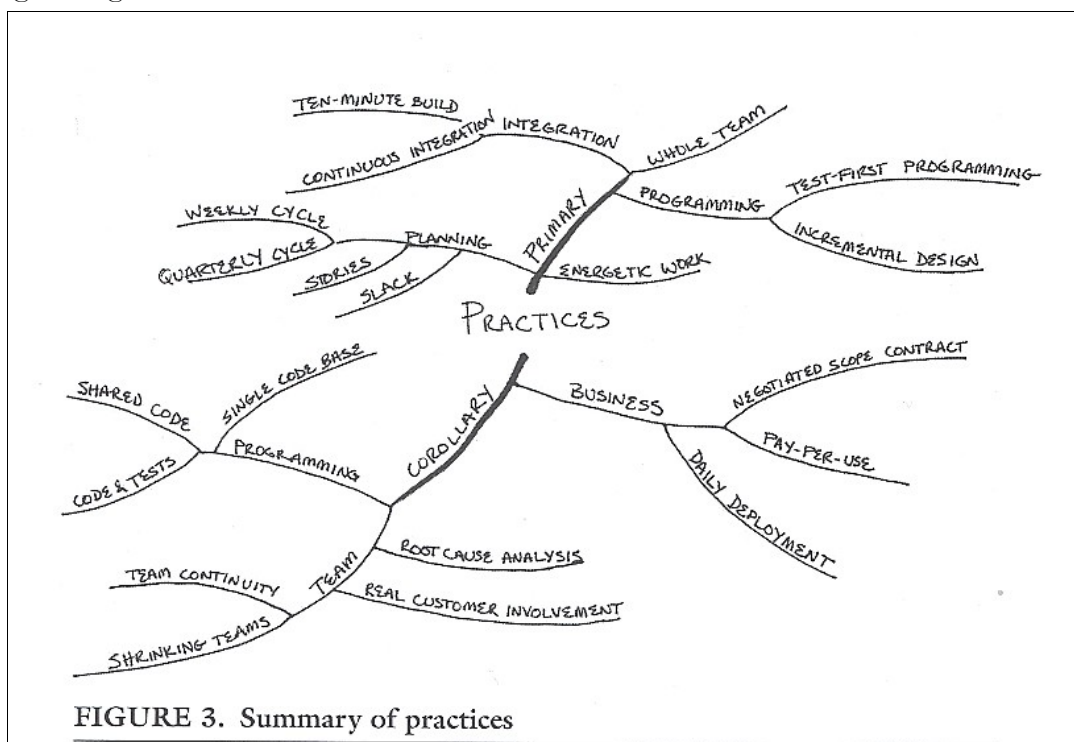 TEN-MINUTE BUILD
CONTINUOUS INTEGRATION
INTEGRATION
WHOLE TEAM
PRIMARY
PROGRAMMING
TEST-FIRST PROGRAMMING
INCREMENTAL DESIGN
WEEKLY CYCLE
QUARTERLY CYCLE
PLANNING
STORIES
SLACK
ENERGETIC WORK
PRACTICES
COROLLARY
BUSINESS
NEGOTIATED SCOPE CONTRACT
PAY-PER-USE
DAILY DEPLOYMENT
SHARED CODE
SINGLE CODE BASE
PROGRAMMING
CODE & TESTS
TEAM
ROOT CAUSE ANALYSIS
REAL CUSTOMER INVOLVEMENT
TEAM CONTINUITY
SHRINKING TEAMS
FIGURE 3. Summary of practices